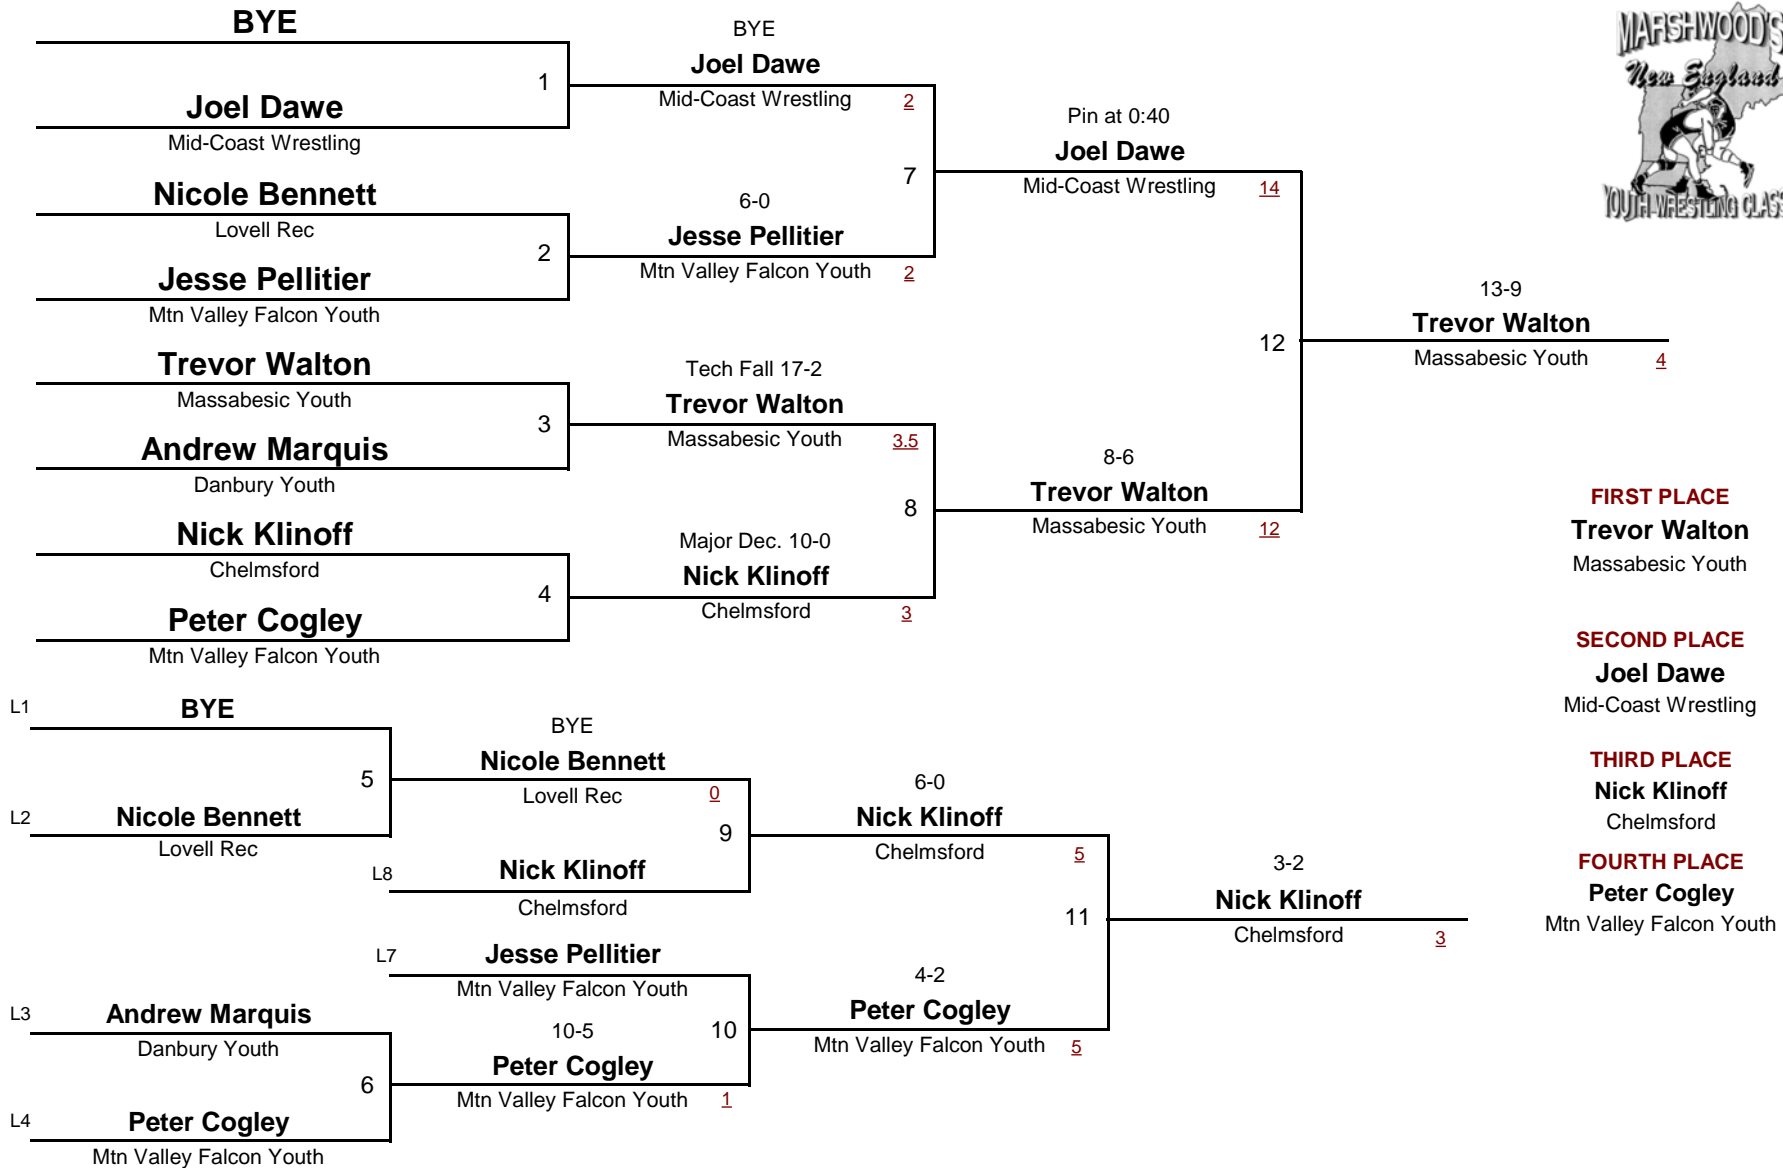 BYE
1
Joel Dawe
Mid-Coast Wrestling
Nicole Bennett
Lovell Rec
2
Jesse Pellitier
Mtn Valley Falcon Youth
Trevor Walton
Massabesic Youth
3
Andrew Marquis
Danbury Youth
Nick Klinoff
Chelmsford
4
Peter Cogley
Mtn Valley Falcon Youth
BYE
Joel Dawe
Mid-Coast Wrestling 2
7
6-0
Jesse Pellitier
Mtn Valley Falcon Youth 2
Tech Fall 17-2
Trevor Walton
Massabesic Youth 3.5
8
Major Dec. 10-0
Nick Klinoff
Chelmsford 3
Pin at 0:40
Joel Dawe
Mid-Coast Wrestling 14
12
8-6
Trevor Walton
Massabesic Youth 12
13-9
Trevor Walton
Massabesic Youth 4
MARSHWOOD'S
New England
YOUTH WRESTLING CLASS
FIRST PLACE
Trevor Walton
Massabesic Youth
SECOND PLACE
Joel Dawe
Mid-Coast Wrestling
THIRD PLACE
Nick Klinoff
Chelmsford
FOURTH PLACE
Peter Cogley
Mtn Valley Falcon Youth
L1 BYE
5
L2 Nicole Bennett
Lovell Rec
L3 Andrew Marquis
Danbury Youth
6
L4 Peter Cogley
Mtn Valley Falcon Youth
BYE
Nicole Bennett
Lovell Rec 0
9
L8 Nick Klinoff
Chelmsford
L7 Jesse Pellitier
Mtn Valley Falcon Youth
10-5 10
Peter Cogley
Mtn Valley Falcon Youth 1
6-0
Nick Klinoff
Chelmsford 5
11
4-2
Peter Cogley
Mtn Valley Falcon Youth 5
3-2
Nick Klinoff
Chelmsford 3